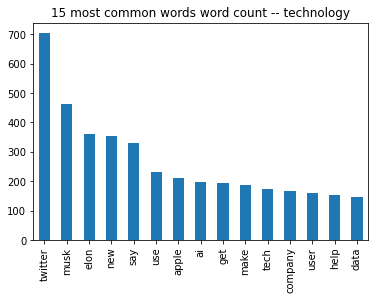 15 most common words word count -- technology
700
600
500
400
300
200
100
0
twitter
musk
elon
new
say
use
apple
ai
get
make
tech
company
user
help
data